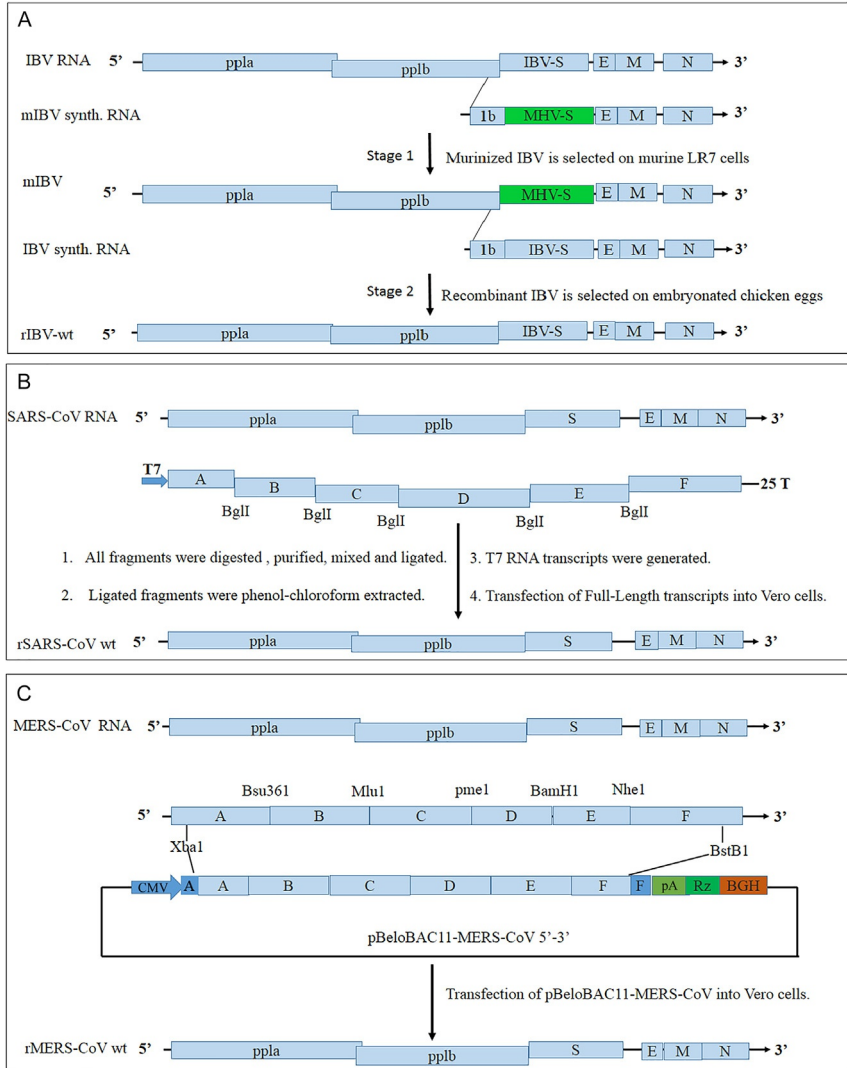 A
IBV RNA 5’ ppla pplb IBV-S E M N 3’
mIBV synth. RNA 1b MHV-S E M N 3’
Stage 1 Murinized IBV is selected on murine LR7 cells
mIBV 5’ ppla pplb MHV-S E M N 3’
IBV synth. RNA 1b IBV-S E M N 3’
Stage 2 Recombinant IBV is selected on embryonated chicken eggs
rIBV-wt 5’ ppla pplb IBV-S E M N 3’
B
SARS-CoV RNA 5’ ppla pplb S E M N 3’
T7 A B C D E F 25 T
BglI BglI BglI BglI BglI
1. All fragments were digested , purified, mixed and ligated. 3. T7 RNA transcripts were generated.
2. Ligated fragments were phenol-chloroform extracted. 4. Transfection of Full-Length transcripts into Vero cells.
rSARS-CoV wt 5’ ppla pplb S E M N 3’
C
MERS-CoV RNA 5’ ppla pplb S E M N 3’
Bsu361 Mlu1 pme1 BamH1 Nhe1
5’ A B C D E F 3’
Xba1 BstB1
CMV A A B C D E F F pA Rz BGH
pBeloBAC11-MERS-CoV 5’-3’
Transfection of pBeloBAC11-MERS-CoV into Vero cells.
rMERS-CoV wt 5’ ppla pplb S E M N 3’